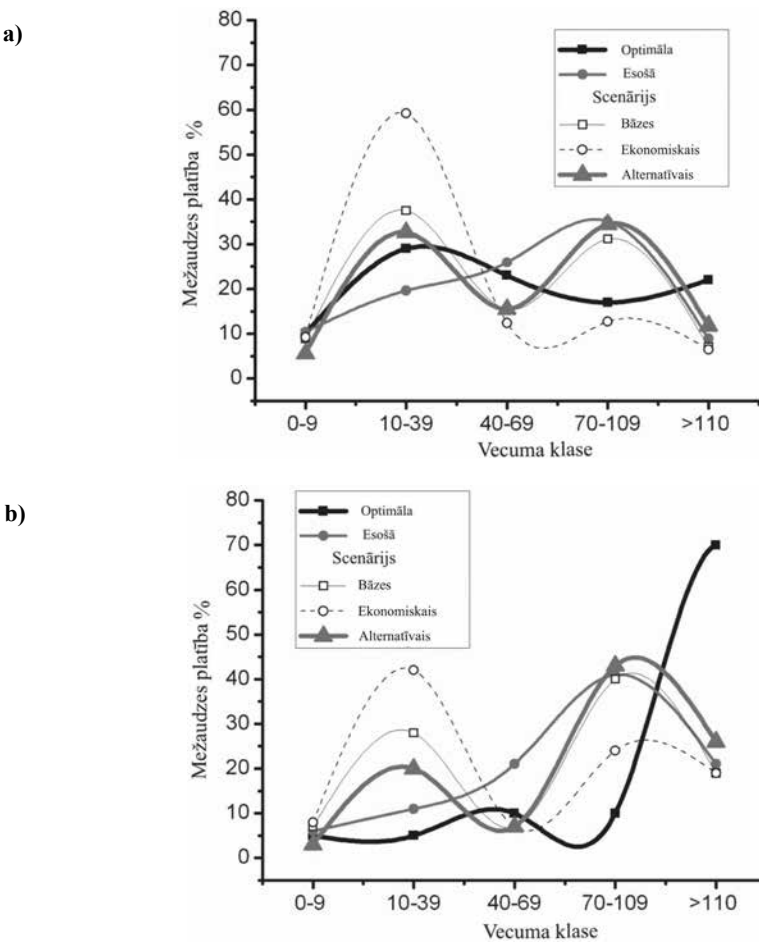 a)
80
70
60
50
40
30
20
10
0
Mežaudzes platība %
Optimāla
Esošā
Scenārijs
Bāzes
Ekonomiskais
Alternatīvais
0-9 10-39 40-69 70-109 >110
Vecuma klase
b)
80
70
60
50
40
30
20
10
0
Mežaudzes platība %
Optimāla
Esošā
Scenārijs
Bāzes
Ekonomiskais
Alternatīvais
0-9 10-39 40-69 70-109 >110
Vecuma klase